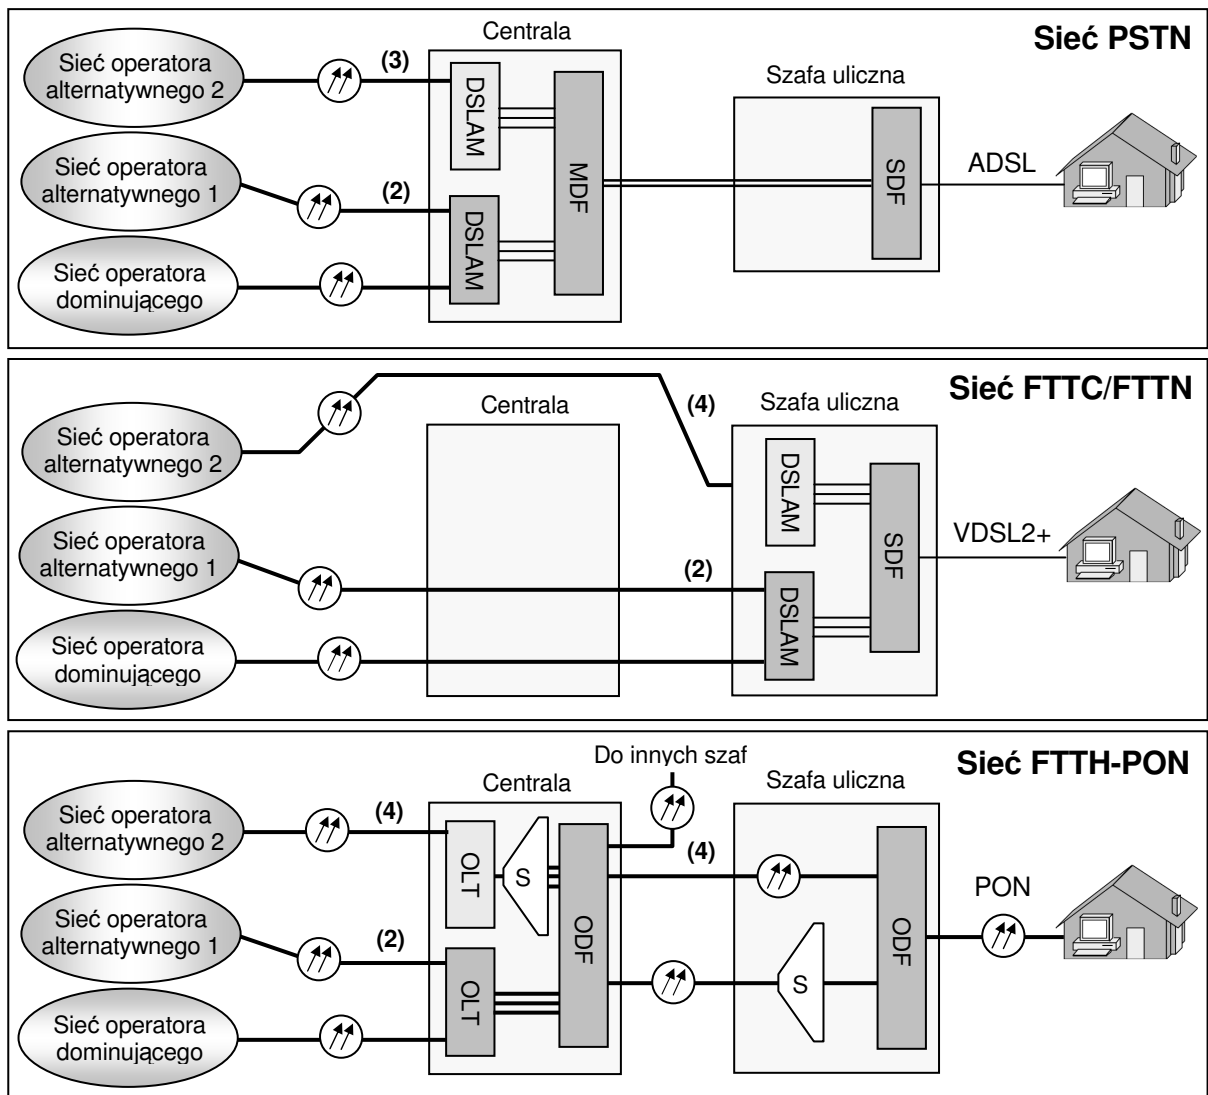 Sieć PSTN
Centrala
Szafa uliczna
Sieć operatora
alternatywnego 2
(3)
DSLAM
Sieć operatora
alternatywnego 1
(2)
DSLAM
MDF
SDF
ADSL
Sieć operatora
dominującego
Sieć FTTC/FTTN
Centrala
Szafa uliczna
(4)
Sieć operatora
alternatywnego 2
DSLAM
Sieć operatora
alternatywnego 1
(2)
DSLAM
SDF
VDSL2+
Sieć operatora
dominującego
Sieć FTTH-PON
Do innych szaf
Centrala
Szafa uliczna
Sieć operatora
alternatywnego 2
(4)
(4)
OLT
S
ODF
Sieć operatora
alternatywnego 1
(2)
OLT
S
ODF
PON
Sieć operatora
dominującego